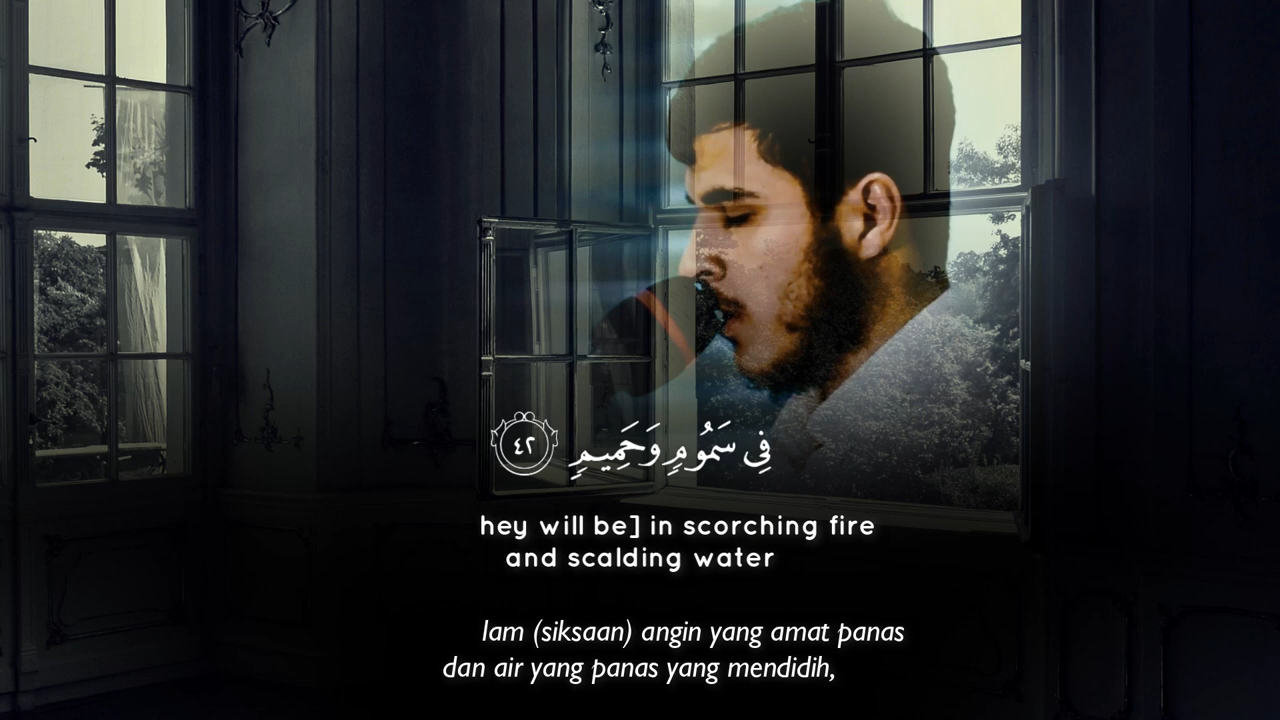 فِي سَمُومٍ وَحَمِيمٍ ٤٢
hey will be] in scorching fire
and scalding water
lam (siksaan) angin yang amat panas
dan air yang panas yang mendidih,